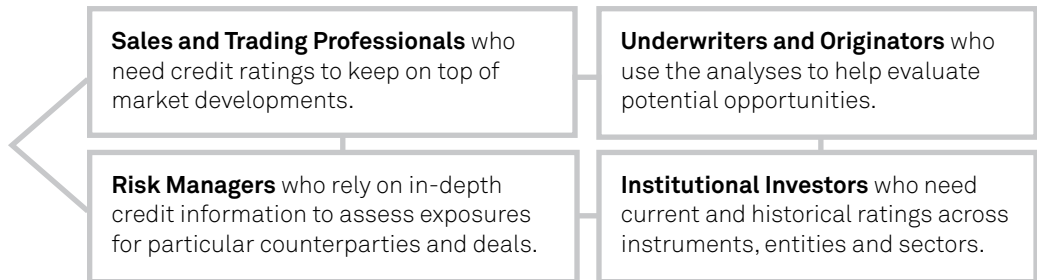 Sales and Trading Professionals who
need credit ratings to keep on top of
market developments.
Underwriters and Originators who
use the analyses to help evaluate
potential opportunities.
Risk Managers who rely on in-depth
credit information to assess exposures
for particular counterparties and deals.
Institutional Investors who need
current and historical ratings across
instruments, entities and sectors.